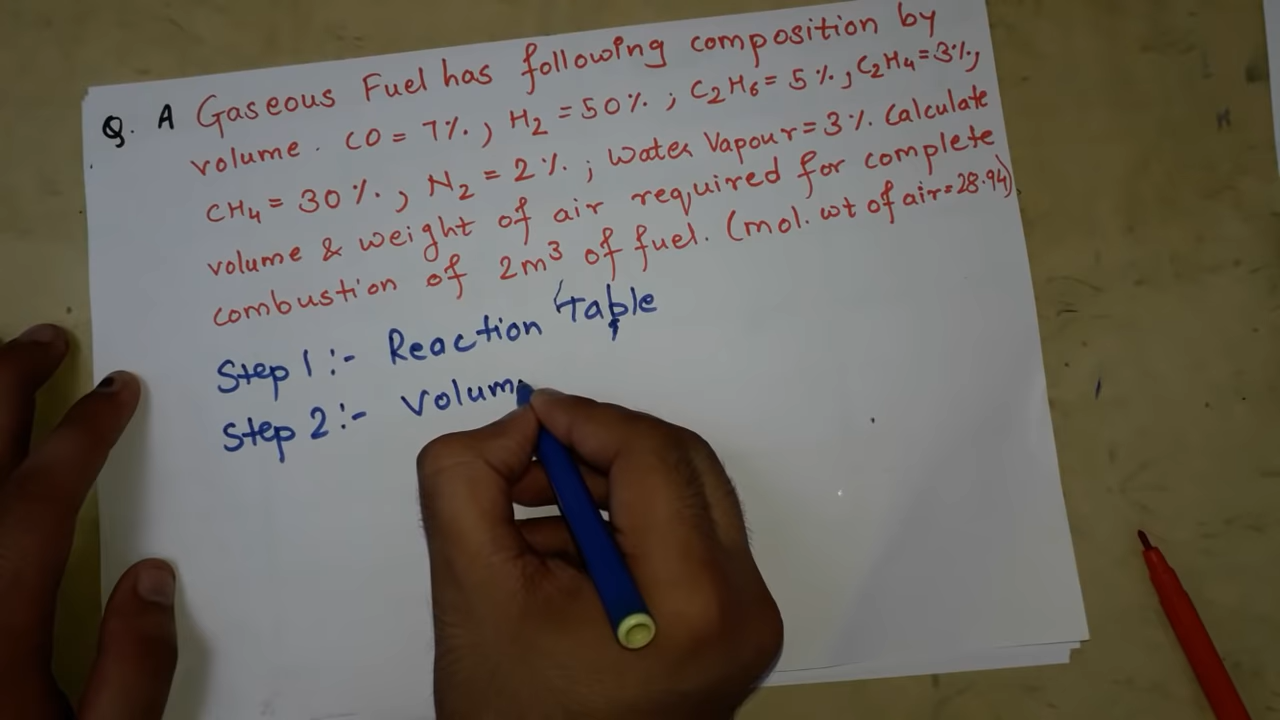 Q. A Gaseous Fuel has following composition by
volume. CO = 7%, H2 = 50%; C2H6 = 5%, C2H4 = 3%,
CH4 = 30%, N2 = 2%; Water Vapour = 3%. Calculate
volume & weight of air required for complete
combustion of 2m³ of fuel. (mol. wt of air = 28.94).
Step 1 :- Reaction Table
Step 2 :- Volum